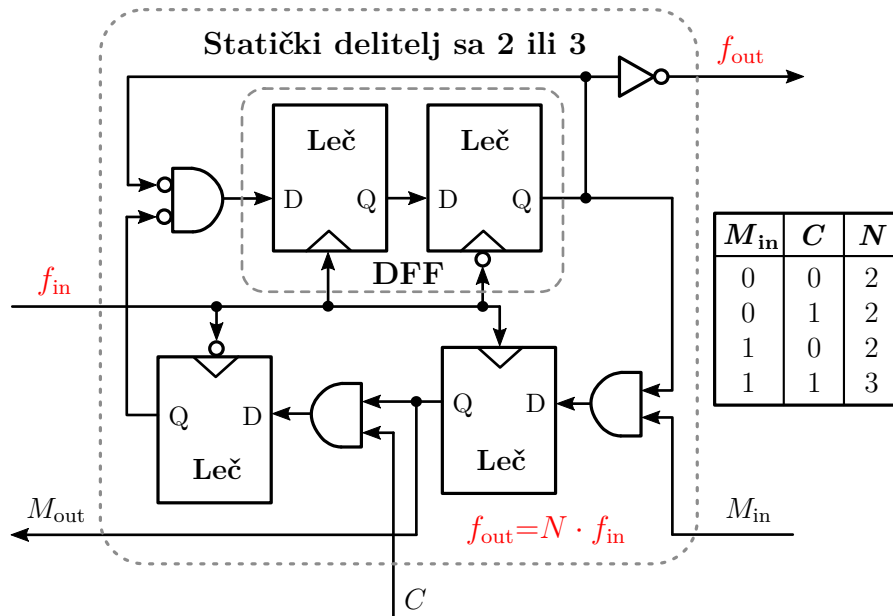 Statički delitelj sa 2 ili 3
f_out
Leč
Leč
D
Q
D
Q
DFF
f_in
M_in C N
0 0 2
0 1 2
1 0 2
1 1 3
Q
D
Leč
Q
D
Leč
M_out
f_out=N · f_in
M_in
C